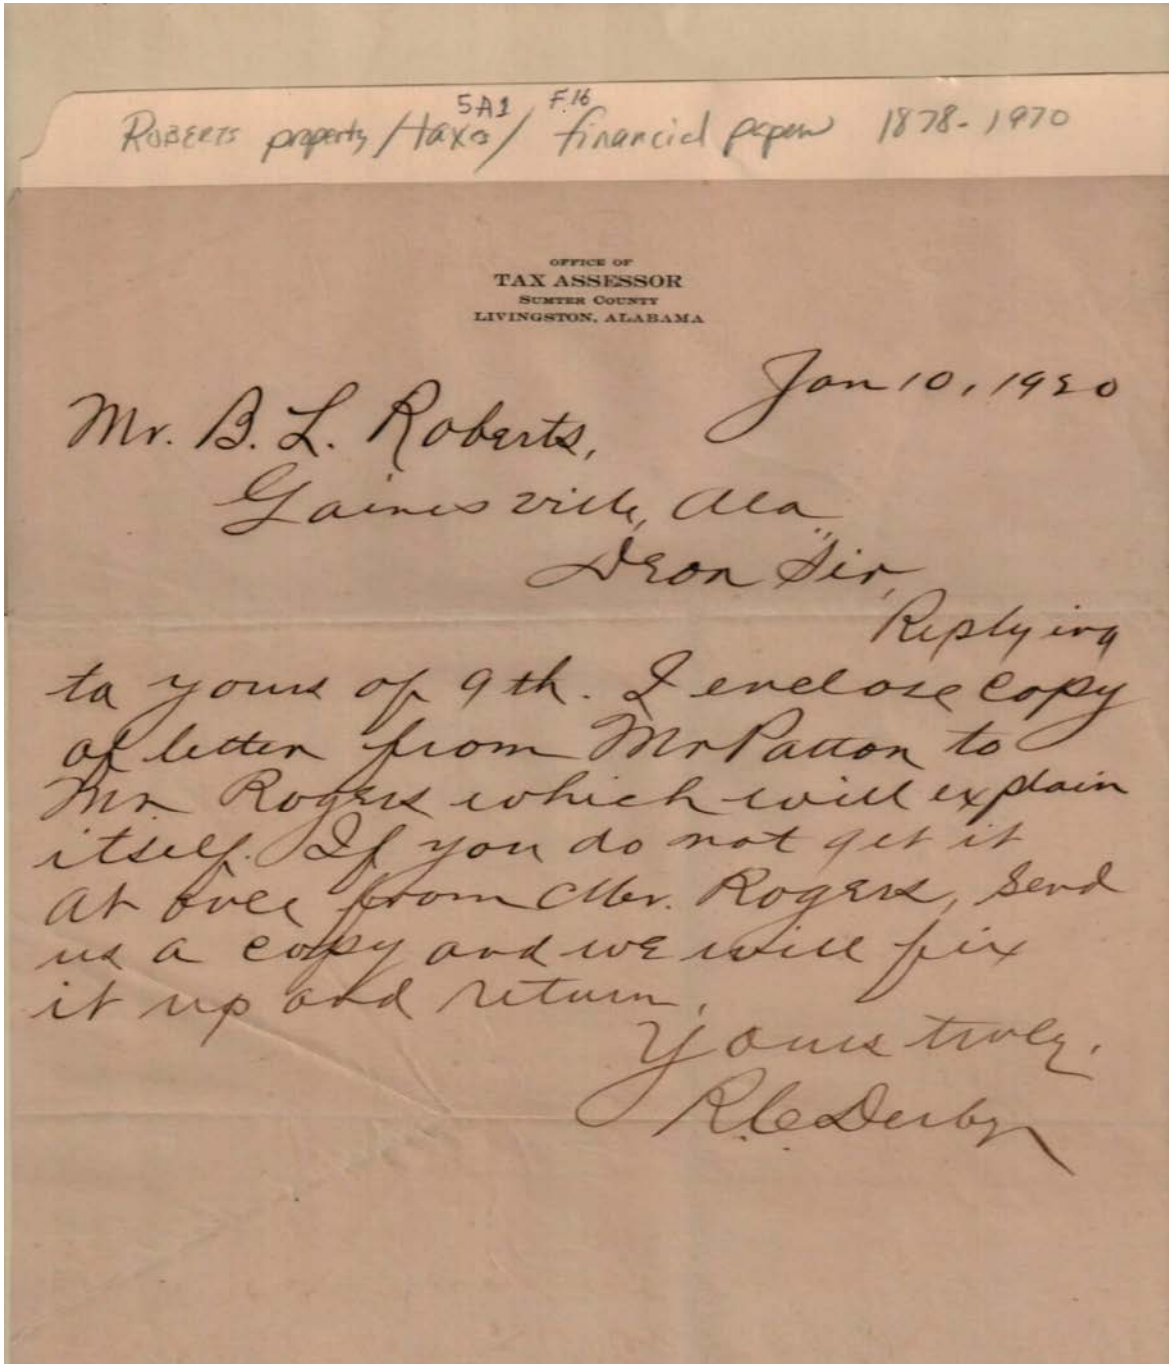 5A1 F.16
ROBERTS property/taxes/ financial papers 1878-1970
OFFICE OF
TAX ASSESSOR
SUMTER COUNTY
LIVINGSTON, ALABAMA
Jan 10, 1920
Mr. B. L. Roberts,
Gainesville, Ala
Dear Sir,
Replying
to yours of 9th. I enclose copy
of letter from Mr Patton to
Mr. Rogers which will explain
itself. If you do not get it
at once from Mr. Rogers, send
us a copy and we will fix
it up and return.
Yours truly,
R.C. Derby